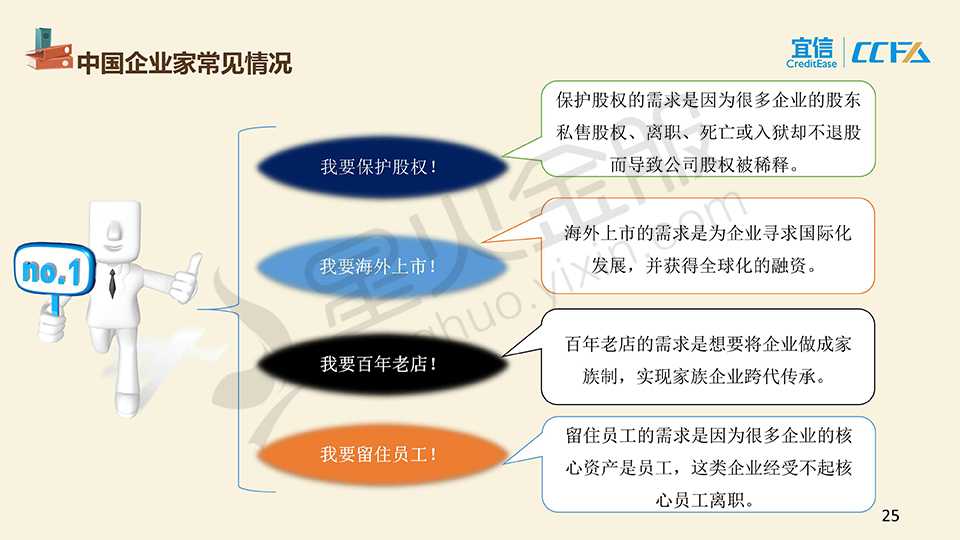 中国企业家常见情况
宜信
CreditEase
CCFA
no.1
我要保护股权！
保护股权的需求是因为很多企业的股东
私售股权、离职、死亡或入狱却不退股
而导致公司股权被稀释。
我要海外上市！
海外上市的需求是为企业寻求国际化
发展，并获得全球化的融资。
我要百年老店！
百年老店的需求是想要将企业做成家
族制，实现家族企业跨代传承。
我要留住员工！
留住员工的需求是因为很多企业的核
心资产是员工，这类企业经受不起核
心员工离职。
星火金服
inghuo.yixin.com
25